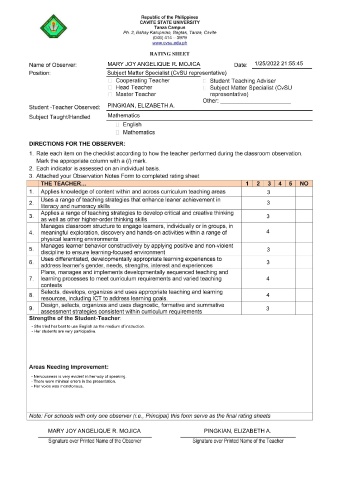 Republic of the Philippines
CAVITE STATE UNIVERSITY
Tanza Campus
Ph. 2, Bahay Katuparan, Bagtas, Tanza, Cavite
(046) 414 - 3979
www.cvsu.edu.ph
RATING SHEET
Name of Observer: MARY JOY ANGELIQUE R. MOJICA Date: 1/25/2022 21:55:45
Position: Subject Matter Specialist (CvSU representative)
Cooperating Teacher Student Teaching Adviser
Head Teacher Subject Matter Specialist (CvSU
Master Teacher representative)
Other:
Student -Teacher Observed: PINGKIAN, ELIZABETH A.
Subject Taught/Handled Mathematics
English
Mathematics
DIRECTIONS FOR THE OBSERVER:
1. Rate each item on the checklist according to how the teacher performed during the classroom observation. Mark the appropriate column with a (/) mark.
2. Each indicator is assessed on an individual basis.
3. Attached your Observation Notes Form to completed rating sheet
THE TEACHER... 1 2 3 4 5 NO
1. Applies knowledge of content within and across curriculum teaching areas 3
2. Uses a range of teaching strategies that enhance leaner achievement in literacy and numeracy skills 3
3. Applies a range of teaching strategies to develop critical and creative thinking as well as other higher-order thinking skills 3
4. Manages classroom structure to engage learners, individually or in groups, in meaningful exploration, discovery and hands-on activities within a range of physical learning environments 4
5. Manages learner behavior constructively by applying positive and non-violent discipline to ensure learning-focused environment 3
6. Uses differentiated, developmentally appropriate learning experiences to address learner's gender, needs, strengths, interest and experiences 3
7. Plans, manages and implements developmentally sequenced teaching and learning processes to meet curriculum requirements and varied teaching contexts 4
8. Selects, develops, organizes and uses appropriate teaching and learning resources, including ICT to address learning goals 4
9. Design, selects, organizes and uses diagnostic, formative and summative assessment strategies consistent within curriculum requirements 3
Strengths of the Student-Teacher
- She tried her best to use English as the medium of instruction.
- Her students are very participative.
Areas Needing Improvement:
- Nervousness is very evident in her way of speaking.
- There were minimal errors in the presentation.
- Her voice was monotonous.
Note: For schools with only one observer (i.e., Principal) this form serve as the final rating sheets
MARY JOY ANGELIQUE R. MOJICA PINGKIAN, ELIZABETH A.
Signature over Printed Name of the Observer Signature over Printed Name of the Teacher